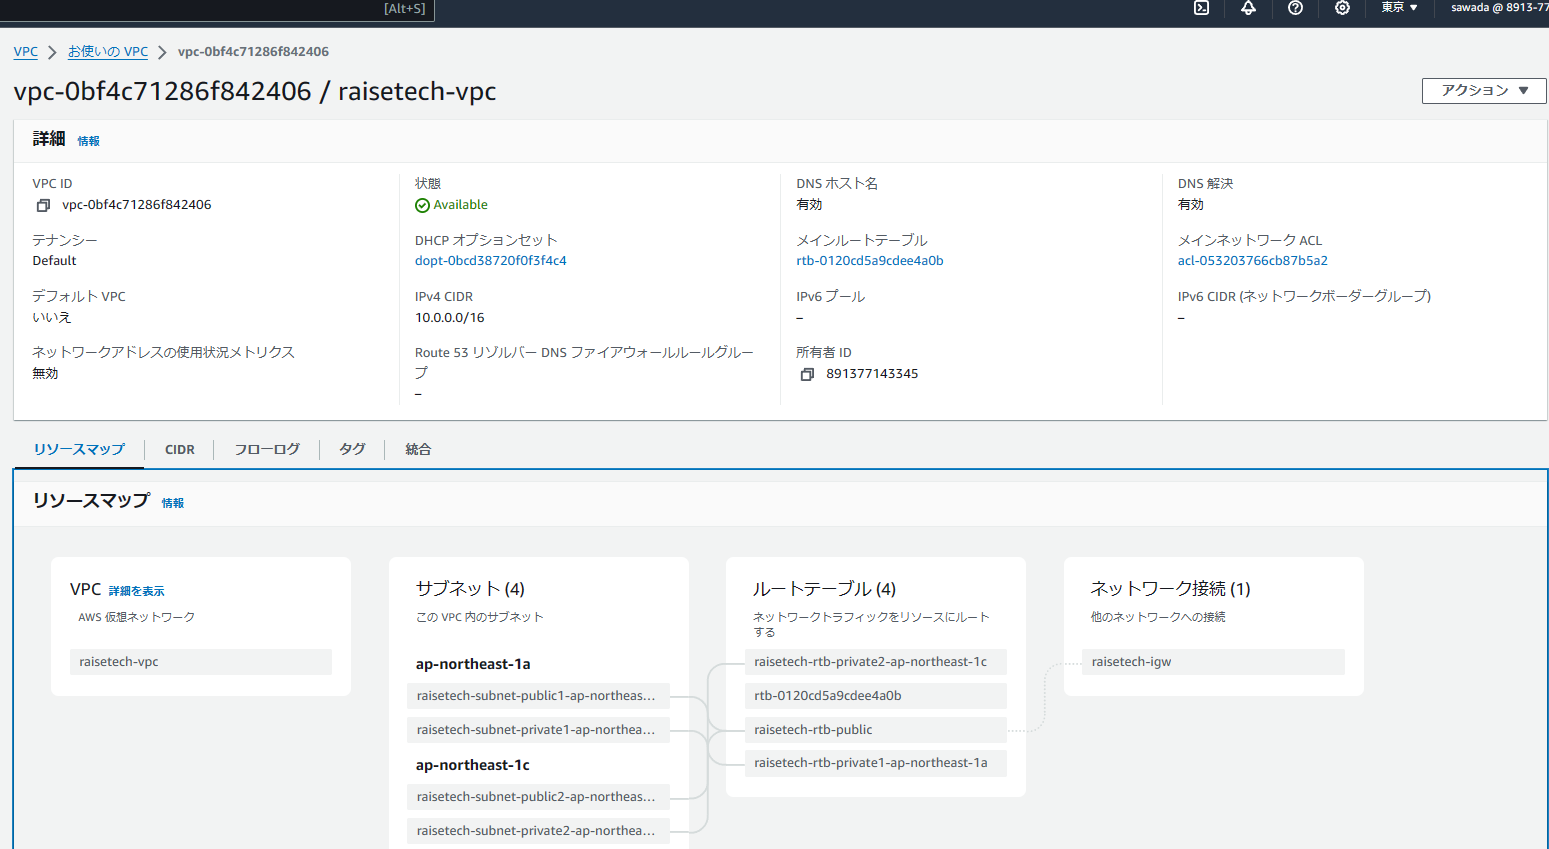 [Alt+S]
東京 ▼
sawada @ 8913-77
VPC > お使いの VPC > vpc-0bf4c71286f842406
vpc-0bf4c71286f842406 / raisetech-vpc
アクション ▼
詳細 情報
VPC ID
vpc-0bf4c71286f842406
状態
Available
DNS ホスト名
有効
DNS 解決
有効
テナンシー
Default
DHCP オプションセット
dopt-0bcd38720f0f3f4c4
メインルートテーブル
rtb-0120cd5a9cdee4a0b
メインネットワーク ACL
acl-053203766cb87b5a2
デフォルト VPC
いいえ
IPv4 CIDR
10.0.0.0/16
IPv6 プール
–
IPv6 CIDR (ネットワークボーダーグループ)
–
ネットワークアドレスの使用状況メトリクス
無効
Route 53 リゾルバー DNS ファイアウォールルールグルー
プ
–
所有者 ID
891377143345
リソースマップ
CIDR
フローログ
タグ
統合
リソースマップ 情報
VPC 詳細を表示
AWS 仮想ネットワーク
raisetech-vpc
サブネット (4)
この VPC 内のサブネット
ap-northeast-1a
raisetech-subnet-public1-ap-northeas...
raisetech-subnet-private1-ap-northea...
ap-northeast-1c
raisetech-subnet-public2-ap-northeas...
raisetech-subnet-private2-ap-northea...
ルートテーブル (4)
ネットワークトラフィックをリソースにルート
する
raisetech-rtb-private2-ap-northeast-1c
rtb-0120cd5a9cdee4a0b
raisetech-rtb-public
raisetech-rtb-private1-ap-northeast-1a
ネットワーク接続 (1)
他のネットワークへの接続
raisetech-igw